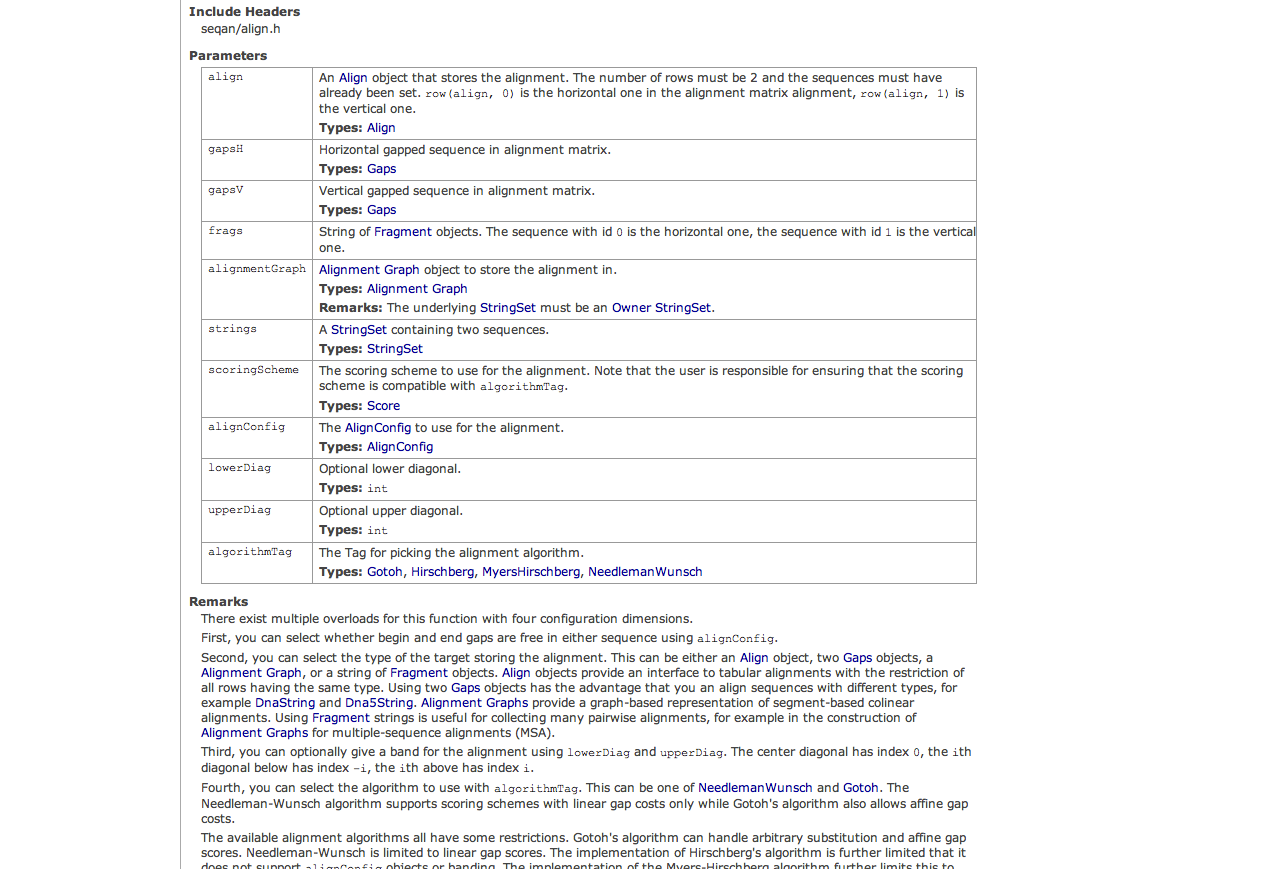 Include Headers
seqan/align.h
Parameters
align
An Align object that stores the alignment. The number of rows must be 2 and the sequences must have
already been set. row(align, 0) is the horizontal one in the alignment matrix alignment, row(align, 1) is
the vertical one.
Types: Align
gapsH
Horizontal gapped sequence in alignment matrix.
Types: Gaps
gapsV
Vertical gapped sequence in alignment matrix.
Types: Gaps
frags
String of Fragment objects. The sequence with id 0 is the horizontal one, the sequence with id 1 is the vertical
one.
alignmentGraph
Alignment Graph object to store the alignment in.
Types: Alignment Graph
Remarks: The underlying StringSet must be an Owner StringSet.
strings
A StringSet containing two sequences.
Types: StringSet
scoringScheme
The scoring scheme to use for the alignment. Note that the user is responsible for ensuring that the scoring
scheme is compatible with algorithmTag.
Types: Score
alignConfig
The AlignConfig to use for the alignment.
Types: AlignConfig
lowerDiag
Optional lower diagonal.
Types: int
upperDiag
Optional upper diagonal.
Types: int
algorithmTag
The Tag for picking the alignment algorithm.
Types: Gotoh, Hirschberg, MyersHirschberg, NeedlemanWunsch
Remarks
There exist multiple overloads for this function with four configuration dimensions.
First, you can select whether begin and end gaps are free in either sequence using alignConfig.
Second, you can select the type of the target storing the alignment. This can be either an Align object, two Gaps objects, a
Alignment Graph, or a string of Fragment objects. Align objects provide an interface to tabular alignments with the restriction of
all rows having the same type. Using two Gaps objects has the advantage that you an align sequences with different types, for
example DnaString and Dna5String. Alignment Graphs provide a graph-based representation of segment-based colinear
alignments. Using Fragment strings is useful for collecting many pairwise alignments, for example in the construction of
Alignment Graphs for multiple-sequence alignments (MSA).
Third, you can optionally give a band for the alignment using lowerDiag and upperDiag. The center diagonal has index 0, the ith
diagonal below has index -i, the ith above has index i.
Fourth, you can select the algorithm to use with algorithmTag. This can be one of NeedlemanWunsch and Gotoh. The
Needleman-Wunsch algorithm supports scoring schemes with linear gap costs only while Gotoh's algorithm also allows affine gap
costs.
The available alignment algorithms all have some restrictions. Gotoh's algorithm can handle arbitrary substitution and affine gap
scores. Needleman-Wunsch is limited to linear gap scores. The implementation of Hirschberg's algorithm is further limited that it
does not support alignConfig objects or banding. The implementation of the Myers-Hirschberg algorithm further limits this to